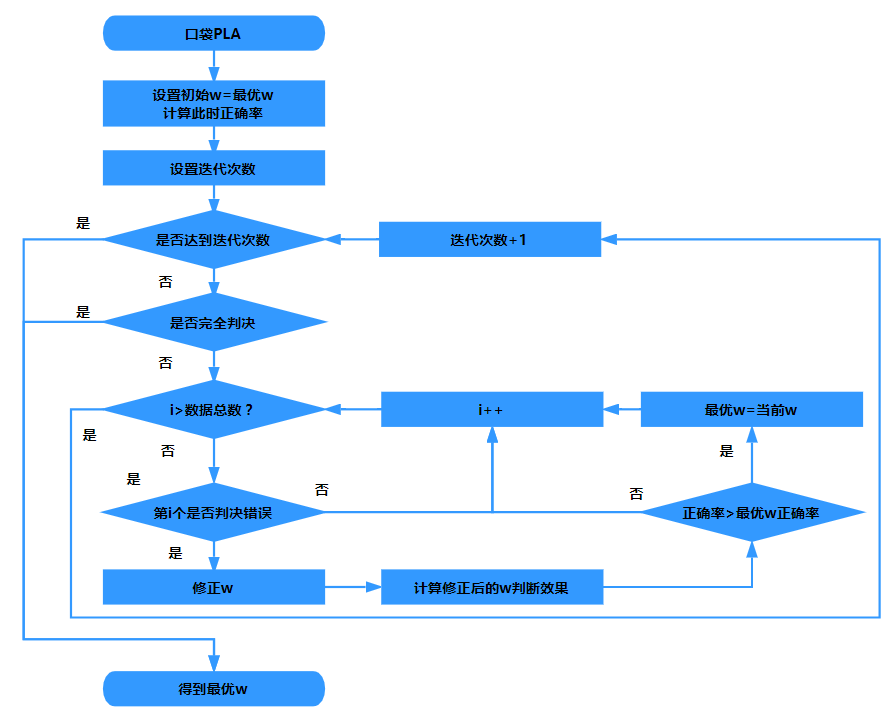 口袋PLA
设置初始w=最优w
计算此时正确率
设置迭代次数
是
是否达到迭代次数
迭代次数+1
否
是
是否完全判决
否
i>数据总数？
i++
最优w=当前w
是
否
是
是
第i个是否判决错误
否
否
正确率>最优w正确率
是
修正w
计算修正后的w判断效果
得到最优w